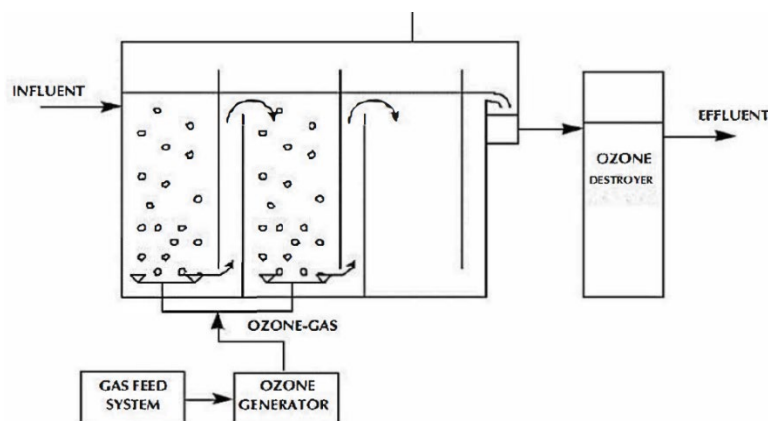 INFLUENT
EFFLUENT
OZONE
DESTROYER
OZONE-GAS
GAS FEED
SYSTEM
OZONE
GENERATOR